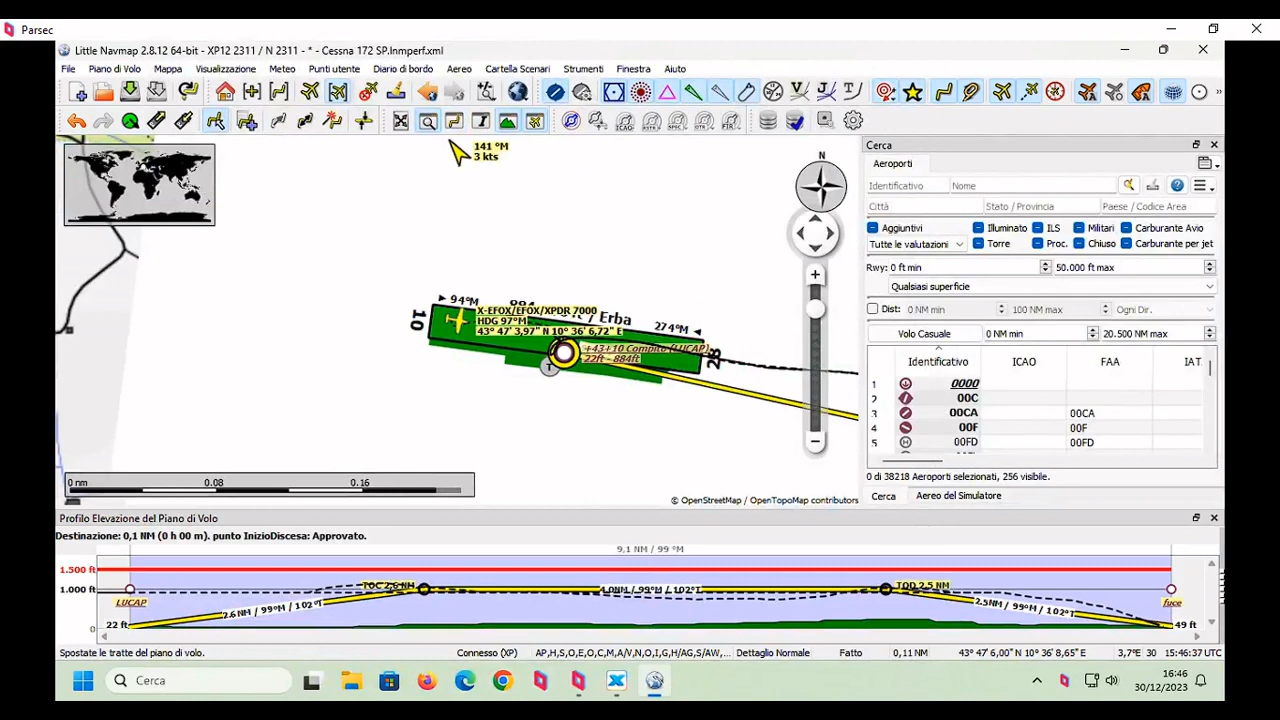 Parsec
Little Navmap 2.8.12 64-bit - XP12 2311 / N 2311 - * - Cessna 172 SP.lnmperf.xml
File Piano di Volo Mappa Visualizzazione Meteo Punti utente Diario di bordo Aereo Cartella Scenari Strumenti Finestra Aiuto
141 °M
3 kts
N
94°M
10
X-EFOX/EFOX/XPDR 7000
/ Erba
HDG 97°M
43° 47' 3,97" N 10° 36' 6,72" E
274°M
28
+43+10 Compito (LUCAP)
22ft - 884ft
T
0 nm 0.08 0.16
© OpenStreetMap / OpenTopoMap contributors
Cerca
Aeroporti
Identificativo Nome
Città Stato / Provincia Paese / Codice Area
Aggiuntivi Illuminato ILS Militari Carburante Avio
Tutte le valutazioni Torre Proc. Chiuso Carburante per jet
Rwy: 0 ft min 50.000 ft max
Qualsiasi superficie
Dist: 0 NM min 100 NM max Ogni Dir.
Volo Casuale 0 NM min 20.500 NM max
Identificativo ICAO FAA IAT
1 0000
2 00C
3 00CA 00CA
4 00F 00F
5 00FD 00FD
0 di 38218 Aeroporti selezionati, 256 visibile.
Cerca Aereo del Simulatore
Profilo Elevazione del Piano di Volo
Destinazione: 0,1 NM (0 h 00 m). punto InizioDiscesa: Approvato.
9,1 NM / 99 °M
1.500 ft
1.000 ft
TOC 2,6 NM
4.0NM / 99°M / 102°T
TOD 2,5 NM
LUCAP
2.6NM / 99°M / 102°T
2.5NM / 99°M / 102°T
fuce
22 ft
0
49 ft
Spostate le tratte del piano di volo. Connesso (XP) AP,H,S,O,E,O,C,M,A/V,N,O,I,G,H/AG,S/AW,... Dettaglio Normale Fatto 0,11 NM 43° 47' 6,00" N 10° 36' 8,65" E 3,7°E 30 15:46:37 UTC
Cerca
16:46
30/12/2023